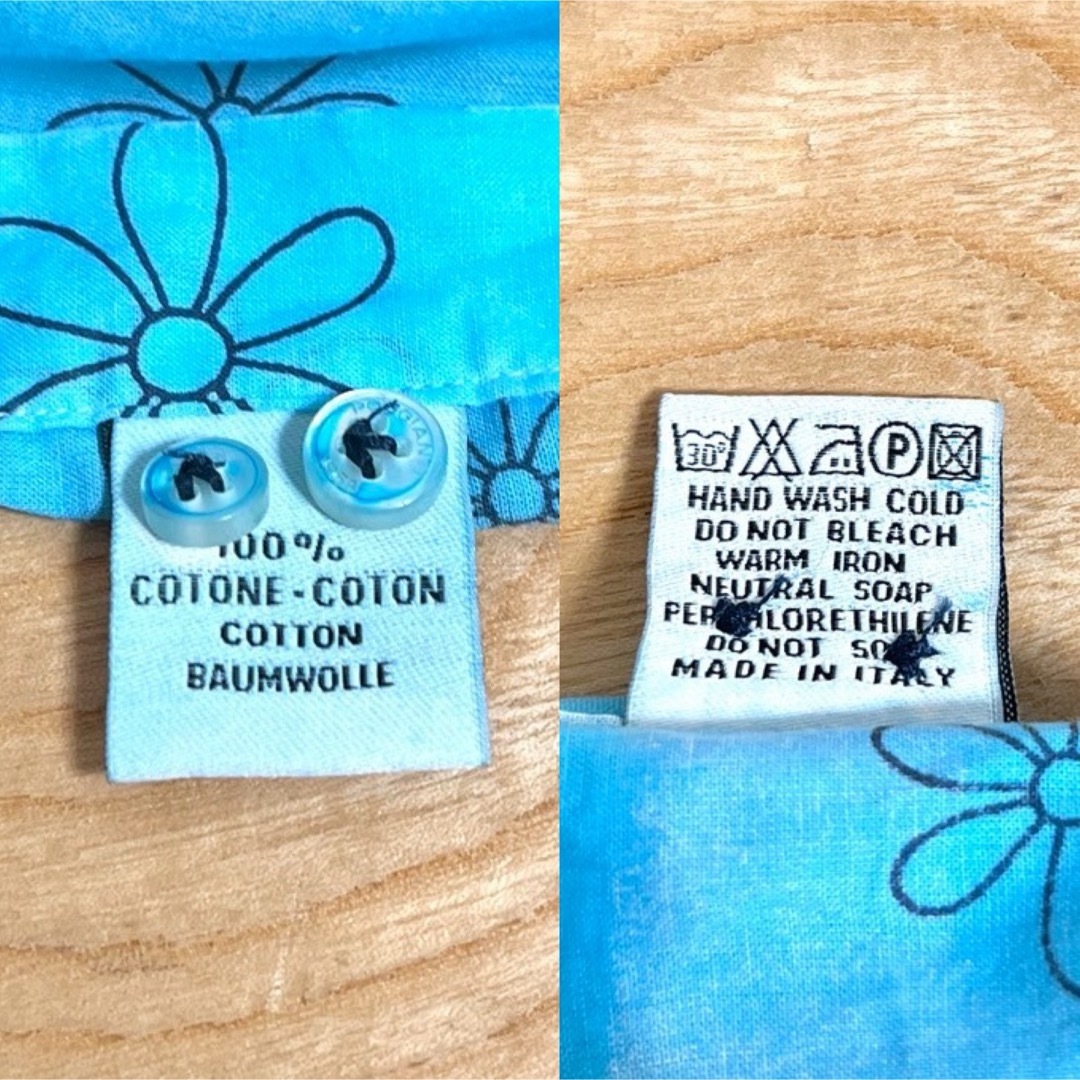 100%
COTONE-COTON
COTTON
BAUMWOLLE
30°
P
HAND WASH COLD
DO NOT BLEACH
WARM IRON
NEUTRAL SOAP
DO NOT
MADE IN ITALY